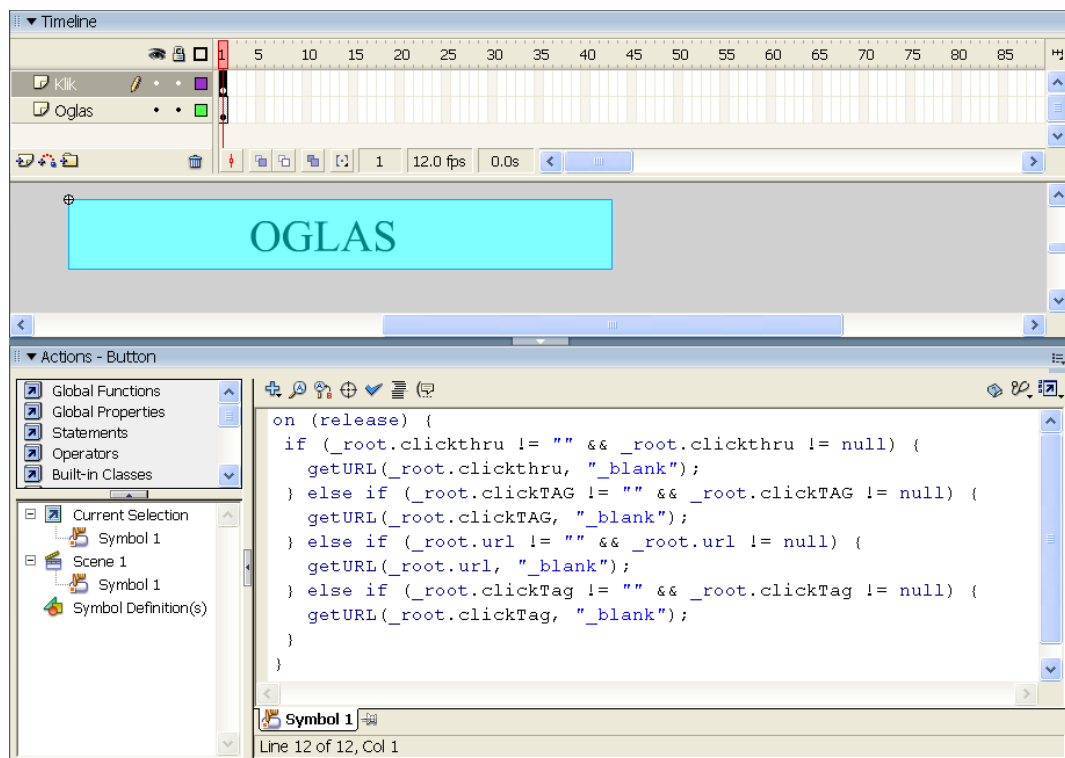 Timeline
1 5 10 15 20 25 30 35 40 45 50 55 60 65 70 75 80 85
Klik
Oglas
1 12.0 fps 0.0s
OGLAS
Actions - Button
Global Functions
Global Properties
Statements
Operators
Built-in Classes
Current Selection
Symbol 1
Scene 1
Symbol 1
Symbol Definition(s)
on (release) {
if (_root.clickthru != "" && _root.clickthru != null) {
getURL(_root.clickthru, "_blank");
} else if (_root.clickTAG != "" && _root.clickTAG != null) {
getURL(_root.clickTAG, "_blank");
} else if (_root.url != "" && _root.url != null) {
getURL(_root.url, "_blank");
} else if (_root.clickTag != "" && _root.clickTag != null) {
getURL(_root.clickTag, "_blank");
}
}
Symbol 1
Line 12 of 12, Col 1